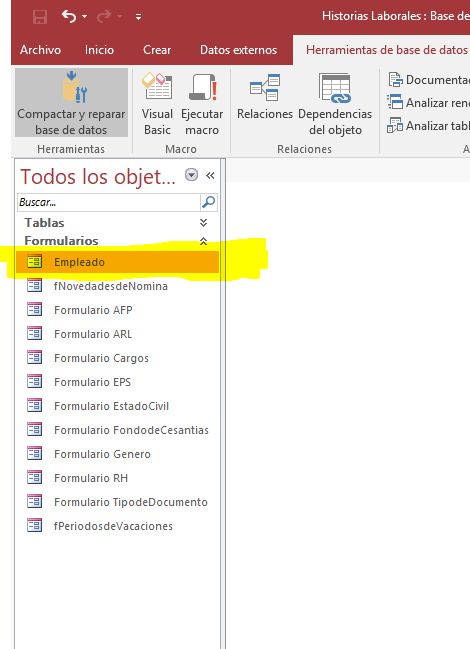 Historias Laborales : Base de
Archivo Inicio Crear Datos externos Herramientas de base de datos
Compactar y reparar base de datos
Visual Basic
Ejecutar macro
Relaciones
Dependencias del objeto
Documenta
Analizar ren
Analizar tabl
Herramientas Macro Relaciones A
Todos los objet... «
Buscar...
Tablas
Formularios
Empleado
fNovedadesdeNomina
Formulario AFP
Formulario ARL
Formulario Cargos
Formulario EPS
Formulario EstadoCivil
Formulario FondodeCesantias
Formulario Genero
Formulario RH
Formulario TipodeDocumento
fPeriodosdeVacaciones